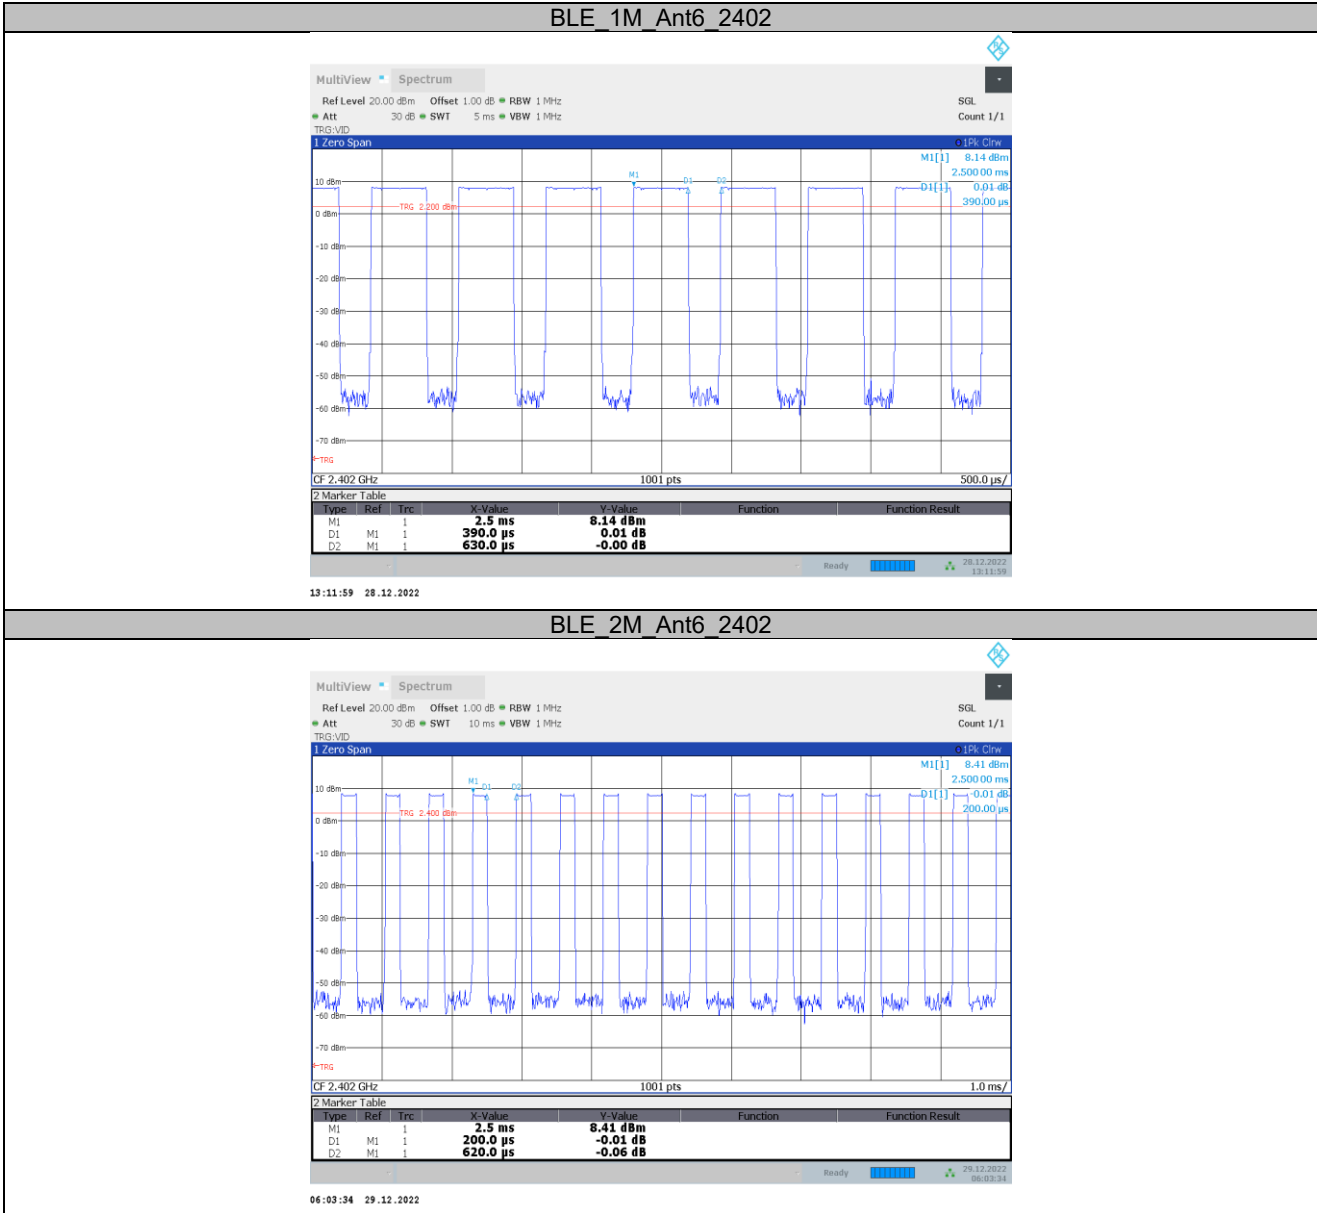 BLE_1M_Ant6_2402
MultiView Spectrum
Ref Level 20.00 dBm Offset 1.00 dB RBW 1 MHz SGL
Att 30 dB SWT 5 ms VBW 1 MHz Count 1/1
TRG:VID
1 Zero Span 1Pk Clrw
M1[1] 8.14 dBm
2.500 00 ms
D1[1] 0.01 dB
390.00 µs
M1
D1 D2
10 dBm
TRG 2.200 dBm
0 dBm
-10 dBm
-20 dBm
-30 dBm
-40 dBm
-50 dBm
-60 dBm
-70 dBm
TRG
CF 2.402 GHz 1001 pts 500.0 µs/
2 Marker Table
Type Ref Trc X-Value Y-Value Function Function Result
M1 1 2.5 ms 8.14 dBm
D1 M1 1 390.0 µs 0.01 dB
D2 M1 1 630.0 µs -0.00 dB
Ready 28.12.2022
13:11:59
13:11:59 28.12.2022
BLE_2M_Ant6_2402
MultiView Spectrum
Ref Level 20.00 dBm Offset 1.00 dB RBW 1 MHz SGL
Att 30 dB SWT 10 ms VBW 1 MHz Count 1/1
TRG:VID
1 Zero Span 1Pk Clrw
M1[1] 8.41 dBm
2.500 00 ms
D1[1] -0.01 dB
200.00 µs
M1
D1 D2
10 dBm
TRG 2.400 dBm
0 dBm
-10 dBm
-20 dBm
-30 dBm
-40 dBm
-50 dBm
-60 dBm
-70 dBm
TRG
CF 2.402 GHz 1001 pts 1.0 ms/
2 Marker Table
Type Ref Trc X-Value Y-Value Function Function Result
M1 1 2.5 ms 8.41 dBm
D1 M1 1 200.0 µs -0.01 dB
D2 M1 1 620.0 µs -0.06 dB
Ready 29.12.2022
06:03:34
06:03:34 29.12.2022